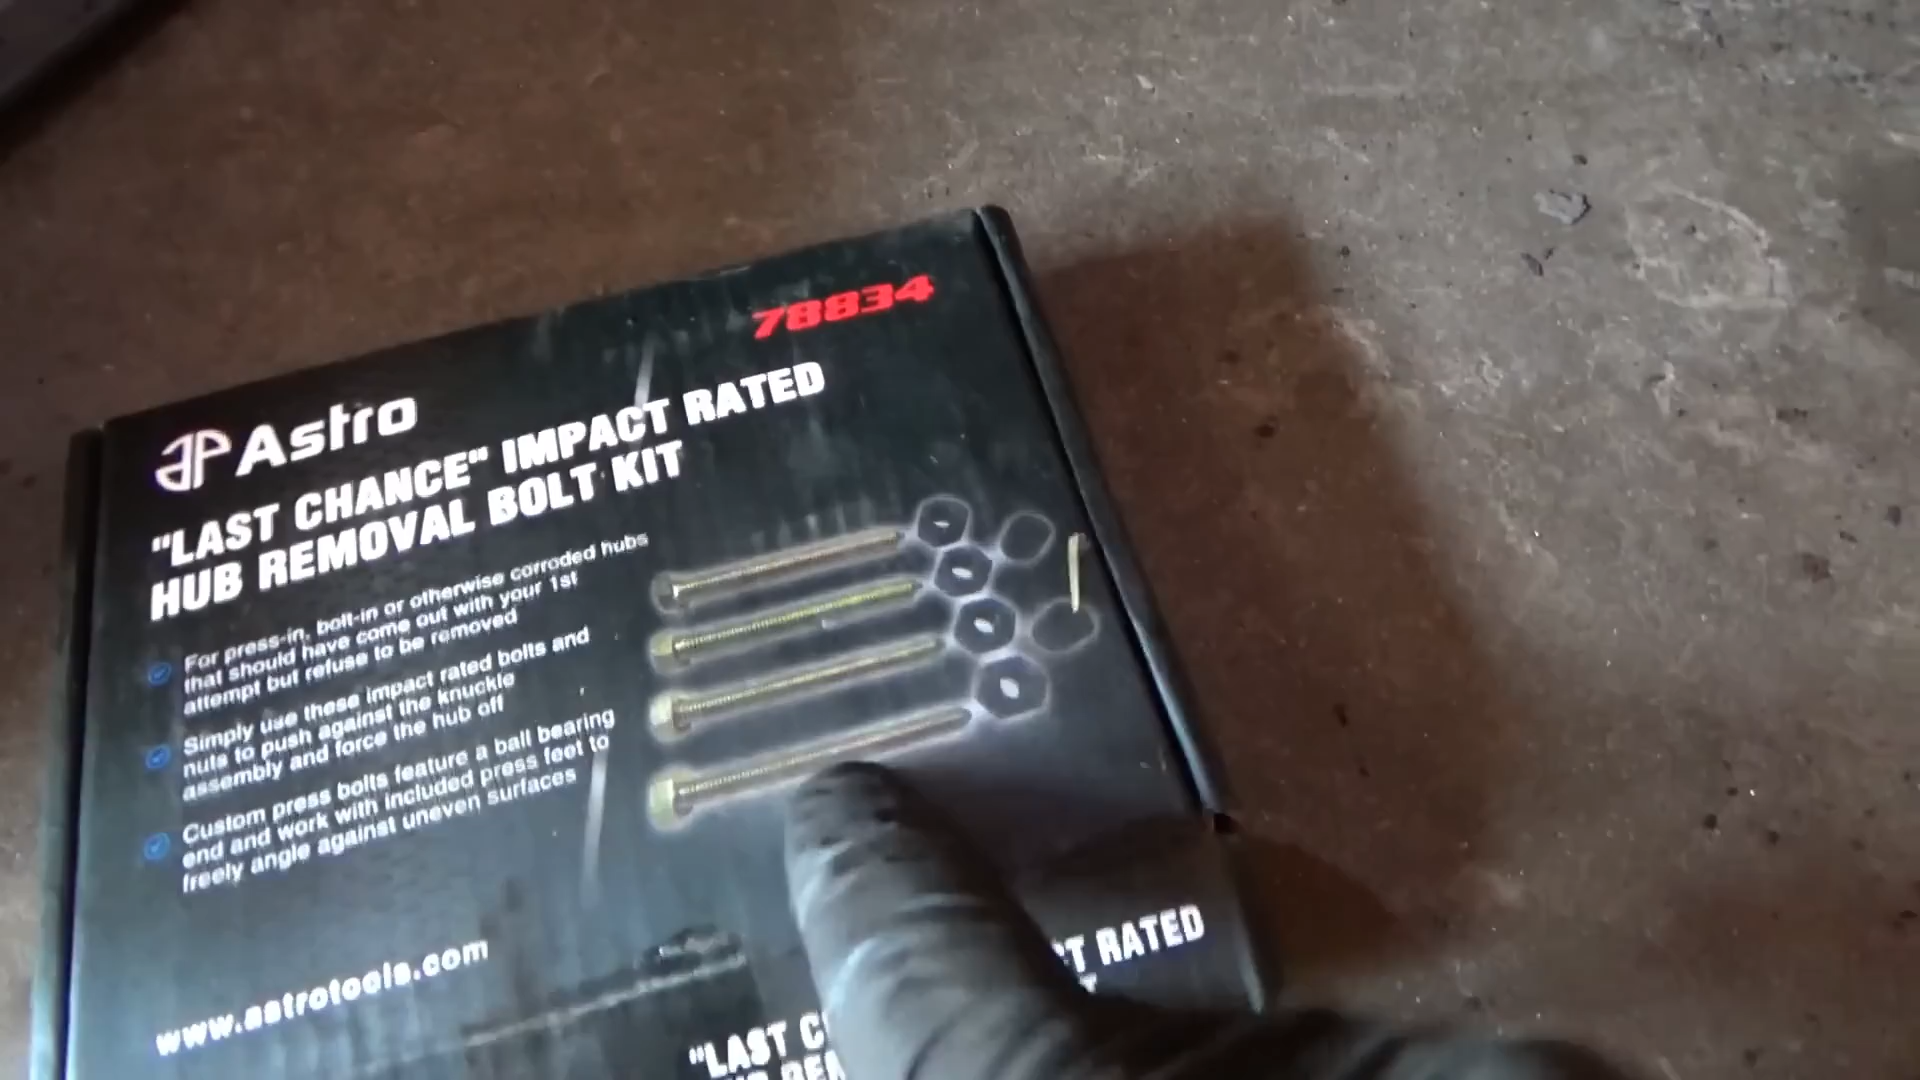 78834
Astro
"LAST CHANCE" IMPACT RATED
HUB REMOVAL BOLT KIT
For press-in, bolt-in or otherwise corroded hubs
that should have come out with your 1st
attempt but refuse to be removed
Simply use these impact rated bolts and
nuts to push against the knuckle
assembly and force the hub off
Custom press bolts feature a ball bearing
end and work with included press feet to
freely angle against uneven surfaces
www.astrotools.com
RATED
"LAST